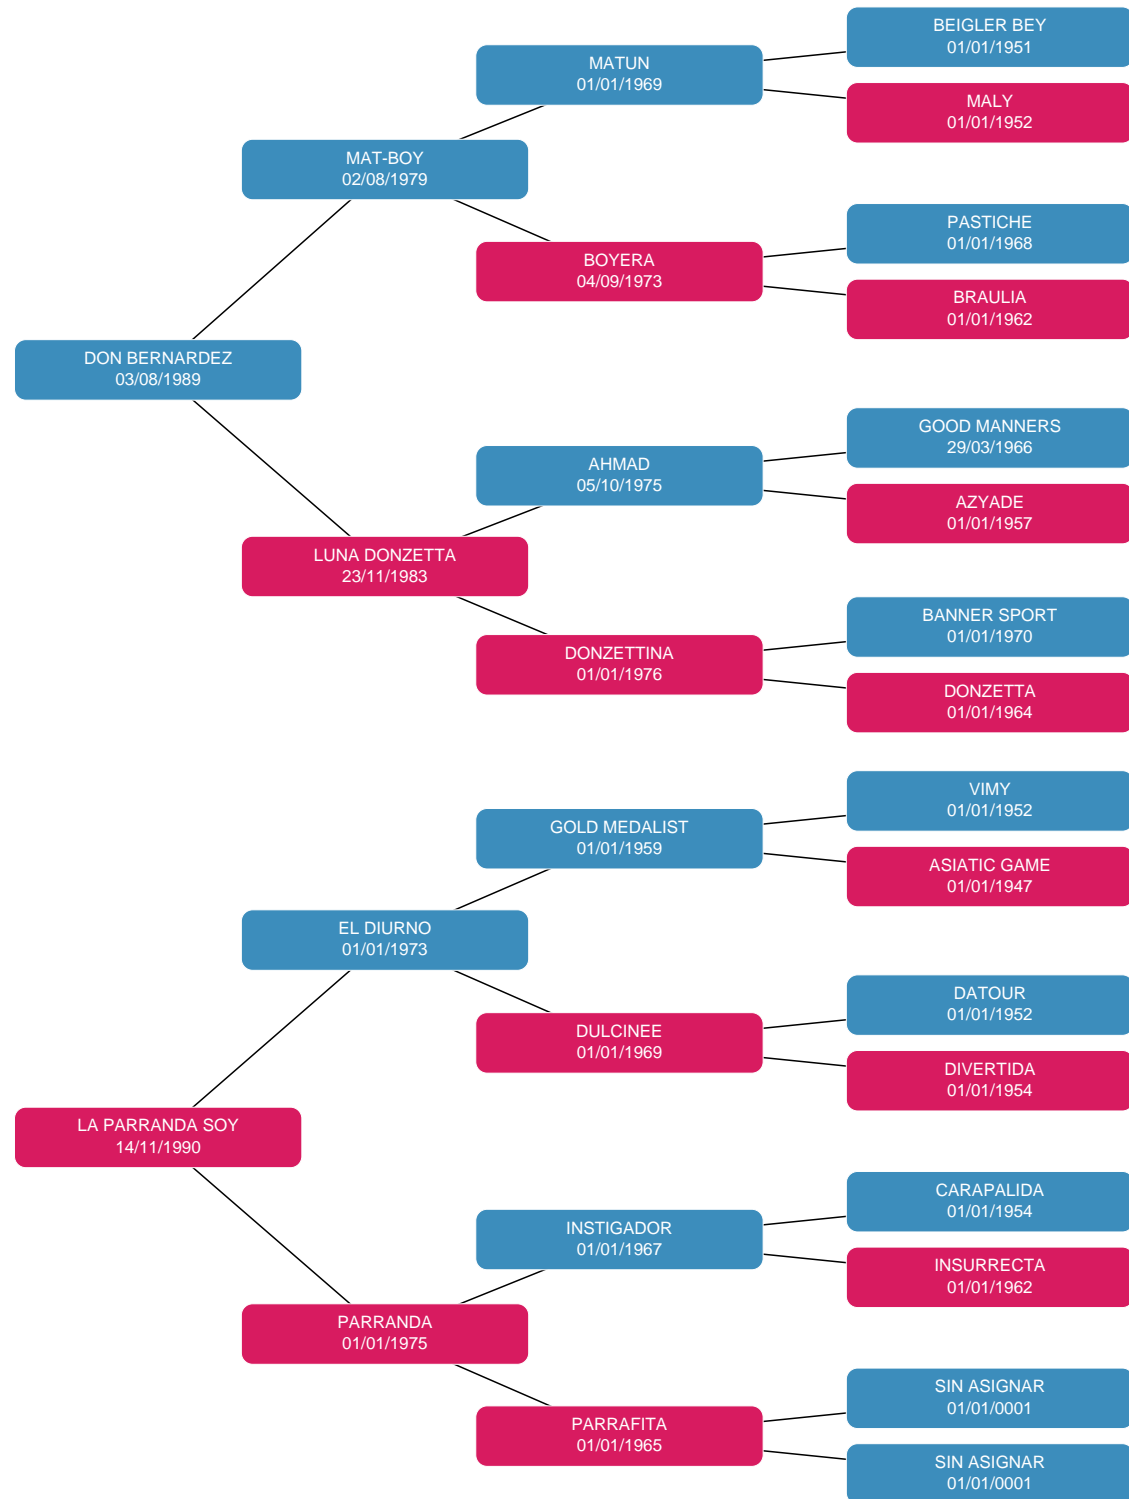 BEIGLER BEY
01/01/1951
MATUN
01/01/1969
MALY
01/01/1952
MAT-BOY
02/08/1979
PASTICHE
01/01/1968
BOYERA
04/09/1973
BRAULIA
01/01/1962
DON BERNARDEZ
03/08/1989
GOOD MANNERS
29/03/1966
AHMAD
05/10/1975
AZYADE
01/01/1957
LUNA DONZETTA
23/11/1983
BANNER SPORT
01/01/1970
DONZETTINA
01/01/1976
DONZETTA
01/01/1964
VIMY
01/01/1952
GOLD MEDALIST
01/01/1959
ASIATIC GAME
01/01/1947
EL DIURNO
01/01/1973
DATOUR
01/01/1952
DULCINEE
01/01/1969
DIVERTIDA
01/01/1954
LA PARRANDA SOY
14/11/1990
CARAPALIDA
01/01/1954
INSTIGADOR
01/01/1967
INSURRECTA
01/01/1962
PARRANDA
01/01/1975
SIN ASIGNAR
01/01/0001
PARRAFITA
01/01/1965
SIN ASIGNAR
01/01/0001